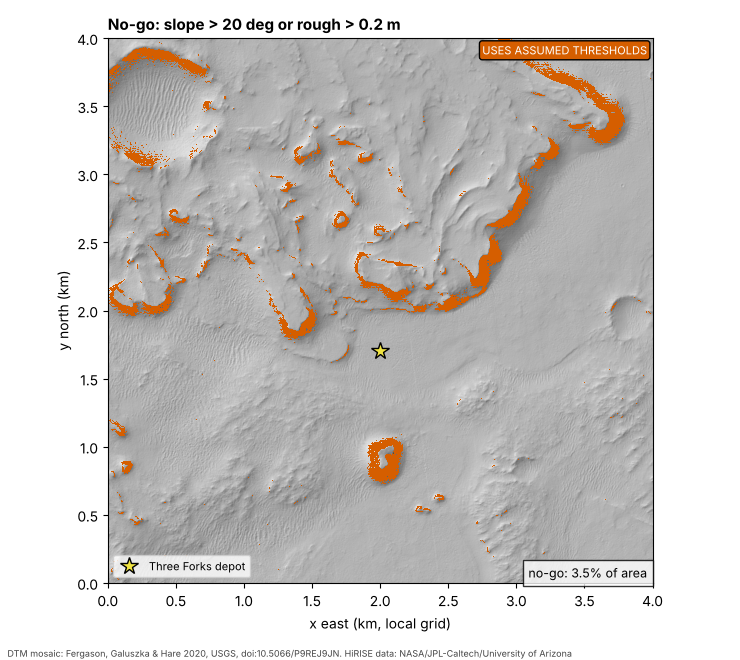 No-go: slope > 20 deg or rough > 0.2 m
USES ASSUMED THRESHOLDS
4.0
3.5
3.0
2.5
2.0
1.5
1.0
0.5
0.0
y north (km)
Three Forks depot
no-go: 3.5% of area
0.0 0.5 1.0 1.5 2.0 2.5 3.0 3.5 4.0
x east (km, local grid)
DTM mosaic: Fergason, Galuszka & Hare 2020, USGS, doi:10.5066/P9REJ9JN. HiRISE data: NASA/JPL-Caltech/University of Arizona